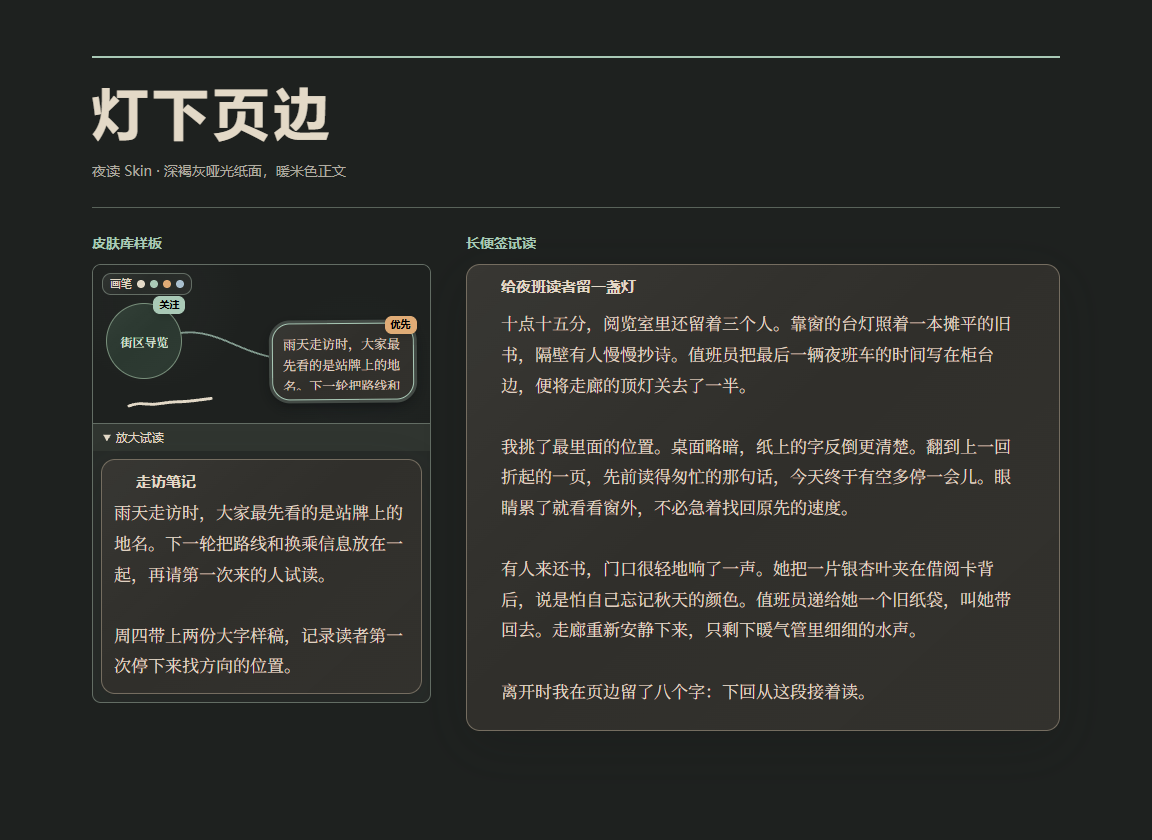 灯下页边
夜读 Skin · 深褐灰哑光纸面，暖米色正文
皮肤库样板
画笔
关注
街区导览
优先
雨天走访时，大家最
先看的是站牌上的地
名。下一轮把路线和
▼ 放大试读
走访笔记
雨天走访时，大家最先看的是站牌上的
地名。下一轮把路线和换乘信息放在一
起，再请第一次来的人试读。
周四带上两份大字样稿，记录读者第一
次停下来找方向的位置。
长便签试读
给夜班读者留一盏灯
十点十五分，阅览室里还留着三个人。靠窗的台灯照着一本摊平的旧
书，隔壁有人慢慢抄诗。值班员把最后一辆夜班车的时间写在柜台
边，便将走廊的顶灯关去了一半。
我挑了最里面的位置。桌面略暗，纸上的字反倒更清楚。翻到上一回
折起的一页，先前读得匆忙的那句话，今天终于有空多停一会儿。眼
睛累了就看看窗外，不必急着找回原先的速度。
有人来还书，门口很轻地响了一声。她把一片银杏叶夹在借阅卡背
后，说是怕自己忘记秋天的颜色。值班员递给她一个旧纸袋，叫她带
回去。走廊重新安静下来，只剩下暖气管里细细的水声。
离开时我在页边留了八个字：下回从这段接着读。